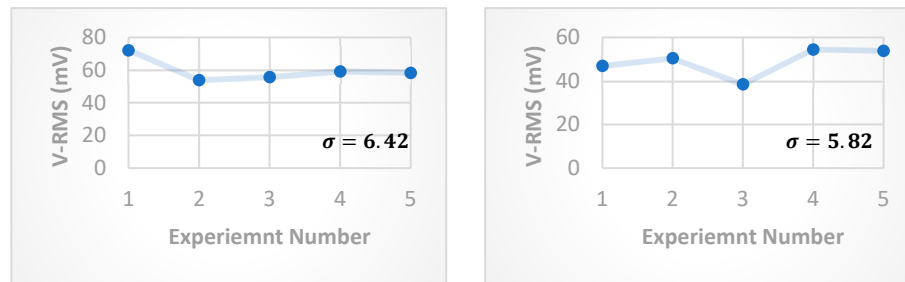 V-RMS (mV)
80
60
40
20
0
σ = 6.42
1 2 3 4 5
Experiemnt Number
V-RMS (mV)
60
40
20
0
σ = 5.82
1 2 3 4 5
Experiemnt Number